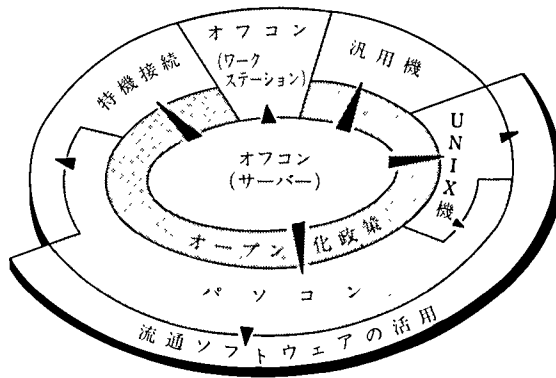 オフコン
(ワーク
ステーション)
特機接続
汎用機
UNIX機
オフコン
(サーバー)
オープン化政策
パソコン
流通ソフトウェアの活用